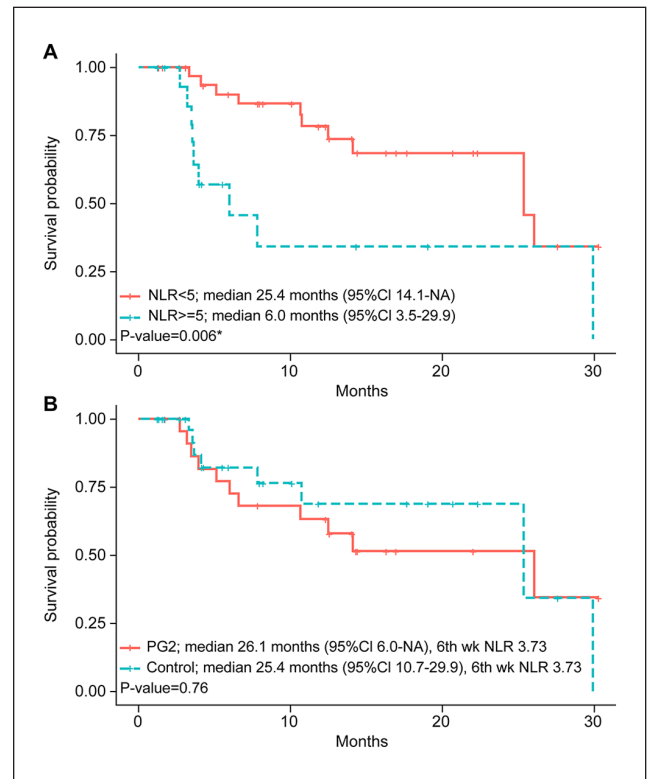 A
Survival probability
1.00
0.75
0.50
0.25
0.00
NLR<5; median 25.4 months (95%CI 14.1-NA)
NLR>=5; median 6.0 months (95%CI 3.5-29.9)
P-value=0.006*
0 10 20 30
Months
B
Survival probability
1.00
0.75
0.50
0.25
0.00
PG2; median 26.1 months (95%CI 6.0-NA), 6th wk NLR 3.73
Control; median 25.4 months (95%CI 10.7-29.9), 6th wk NLR 3.73
P-value=0.76
0 10 20 30
Months